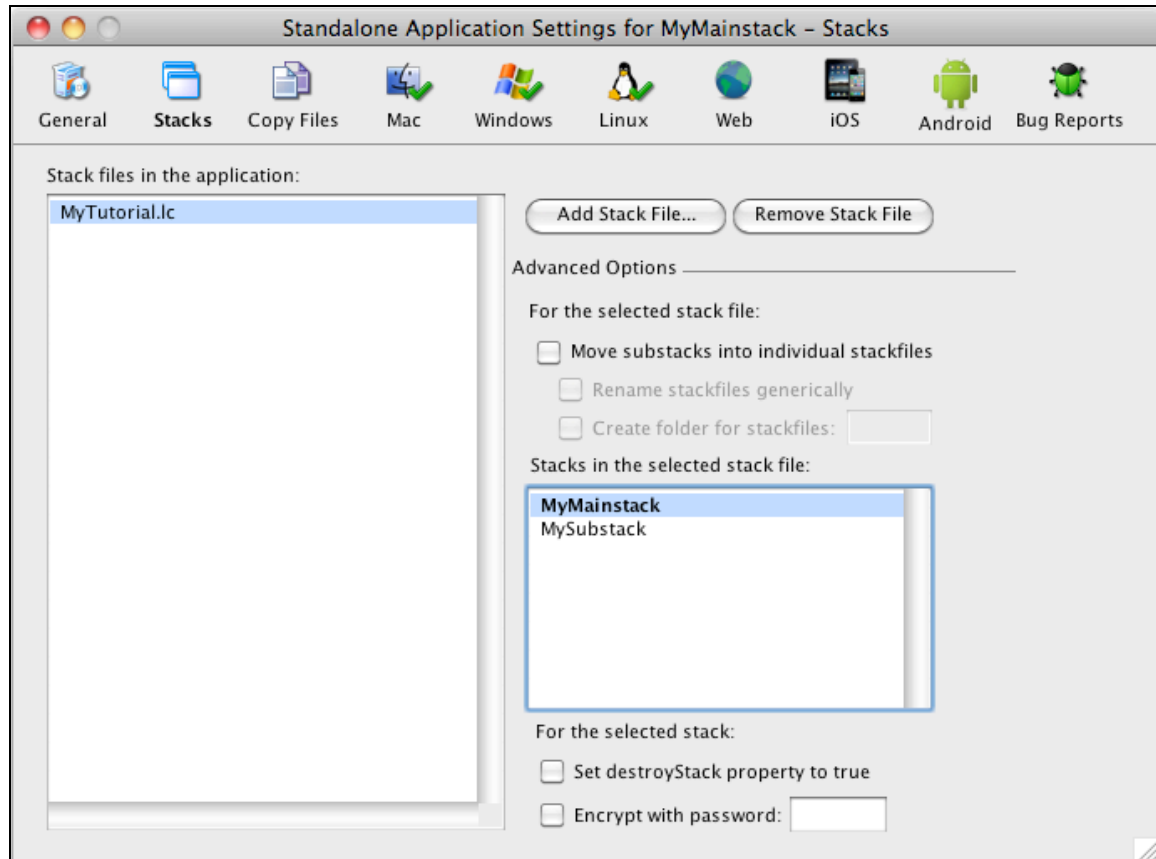 Standalone Application Settings for MyMainstack – Stacks
General Stacks Copy Files Mac Windows Linux Web iOS Android Bug Reports
Stack files in the application:
MyTutorial.lc
Add Stack File... Remove Stack File
Advanced Options
For the selected stack file:
Move substacks into individual stackfiles
Rename stackfiles generically
Create folder for stackfiles:
Stacks in the selected stack file:
MyMainstack
MySubstack
For the selected stack:
Set destroyStack property to true
Encrypt with password: